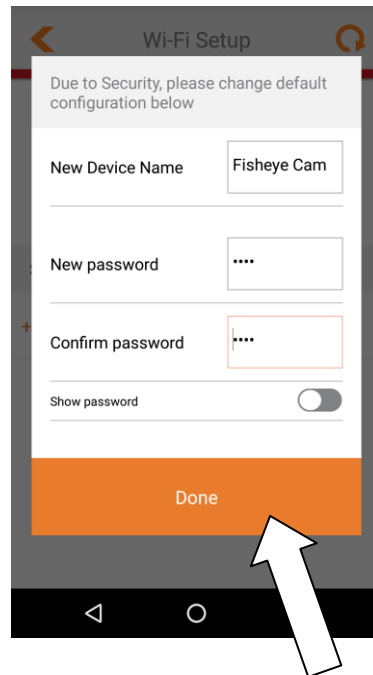 Wi-Fi Setup
Due to Security, please change default
configuration below
New Device Name
Fisheye Cam
New password
••••
Confirm password
••••
Show password
Done